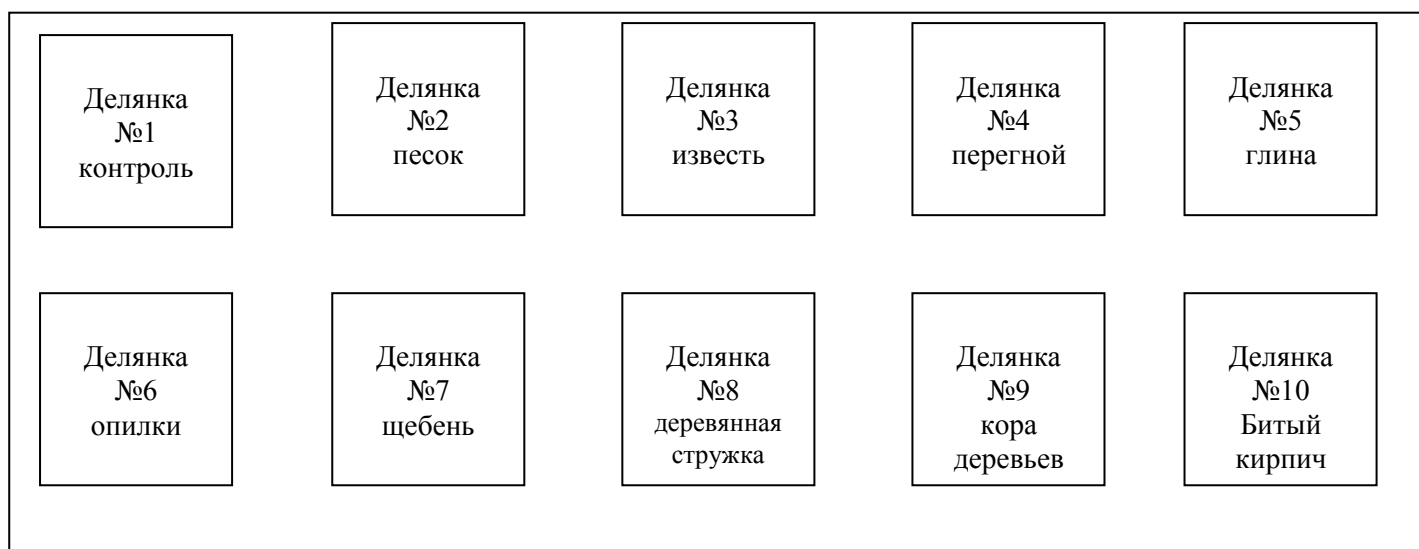 Делянка
№1
контроль
Делянка
№2
песок
Делянка
№3
известь
Делянка
№4
перегной
Делянка
№5
глина
Делянка
№6
опилки
Делянка
№7
щебень
Делянка
№8
деревянная
стружка
Делянка
№9
кора
деревьев
Делянка
№10
Битый
кирпич